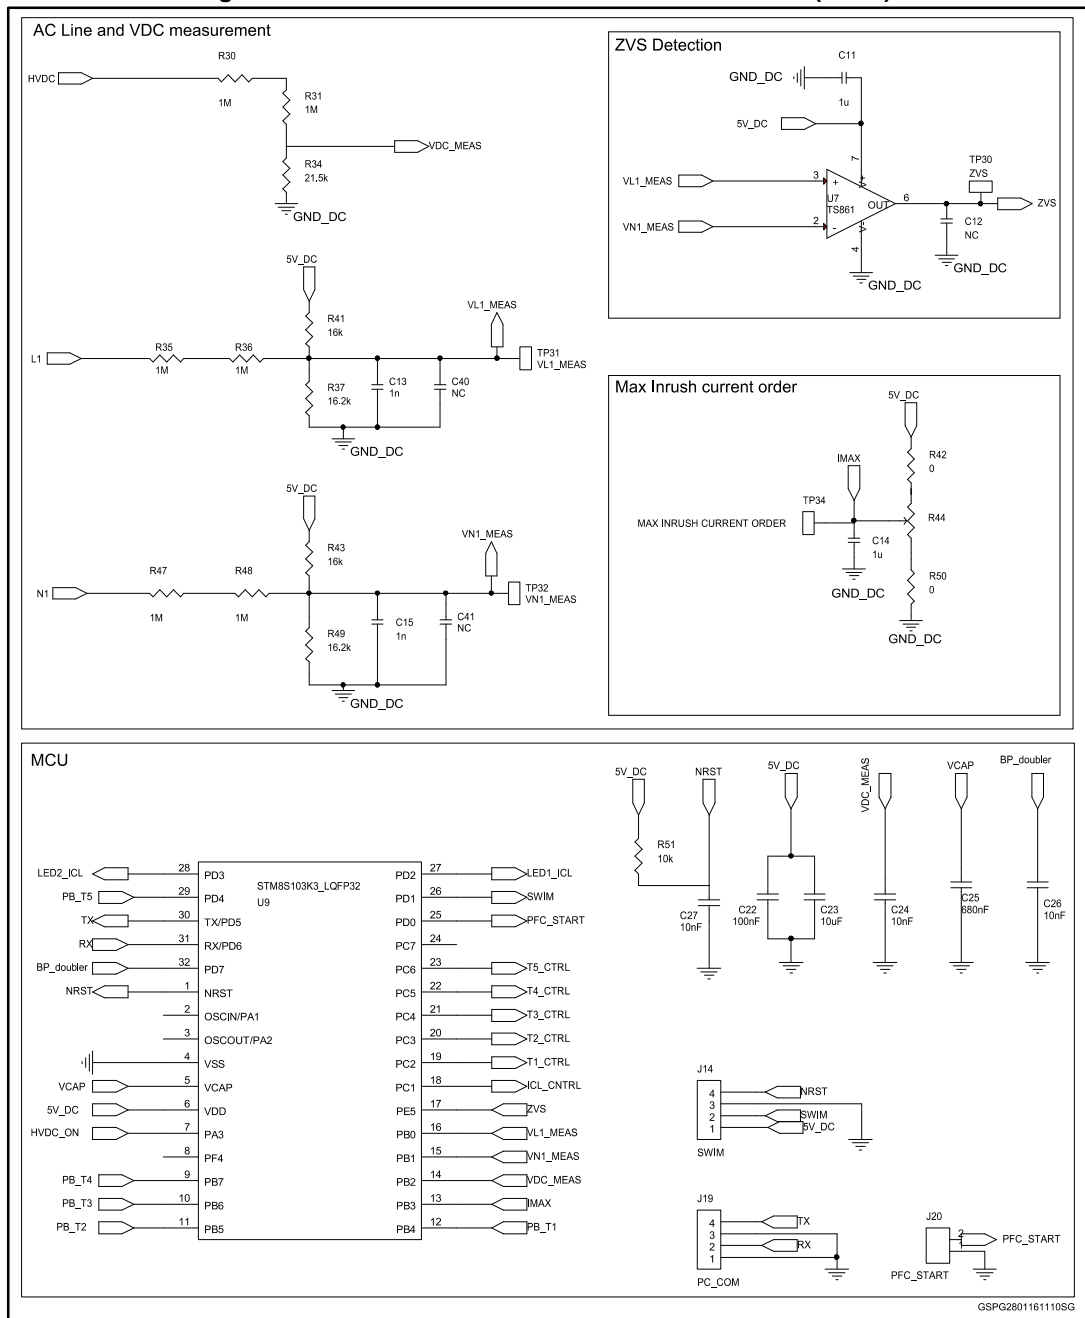 AC Line and VDC measurement
HVDC
R30
1M
R31
1M
VDC_MEAS
R34
21,5k
GND_DC
5V_DC
VL1_MEAS
R41
16k
L1
R35
1M
R36
1M
TP31
VL1_MEAS
R37
16.2k
C13
1n
C40
NC
GND_DC
5V_DC
VN1_MEAS
R43
16k
N1
R47
1M
R48
1M
TP32
VN1_MEAS
R49
16.2k
C15
1n
C41
NC
GND_DC
ZVS Detection
C11
GND_DC
1u
5V_DC
7
TP30
ZVS
VL1_MEAS
3
+
V+
U7
TS861
OUT
6
ZVS
VN1_MEAS
2
-
V-
4
C12
NC
GND_DC
GND_DC
Max Inrush current order
5V_DC
R42
0
IMAX
TP34
MAX INRUSH CURRENT ORDER
R44
C14
1u
R50
0
GND_DC
GND_DC
MCU
5V_DC
NRST
5V_DC
VDC_MEAS
VCAP
BP_doubler
R51
10k
C27
10nF
C22
100nF
C23
10uF
C24
10nF
C25
680nF
C26
10nF
STM8S103K3_LQFP32
U9
LED2_ICL 28 PD3 PD2 27 LED1_ICL
PB_T5 29 PD4 PD1 26 SWIM
TX 30 TX/PD5 PD0 25 PFC_START
RX 31 RX/PD6 PC7 24
BP_doubler 32 PD7 PC6 23 T5_CTRL
NRST 1 NRST PC5 22 T4_CTRL
2 OSCIN/PA1 PC4 21 T3_CTRL
3 OSCOUT/PA2 PC3 20 T2_CTRL
4 VSS PC2 19 T1_CTRL
VCAP 5 VCAP PC1 18 ICL_CNTRL
5V_DC 6 VDD PE5 17 ZVS
HVDC_ON 7 PA3 PB0 16 VL1_MEAS
8 PF4 PB1 15 VN1_MEAS
PB_T4 9 PB7 PB2 14 VDC_MEAS
PB_T3 10 PB6 PB3 13 IMAX
PB_T2 11 PB5 PB4 12 PB_T1
J14
4 NRST
3
2 SWIM
1 5V_DC
SWIM
J19
4 TX
3
2 RX
1
PC_COM
J20
2 PFC_START
1
PFC_START
GSPG2801161110SG